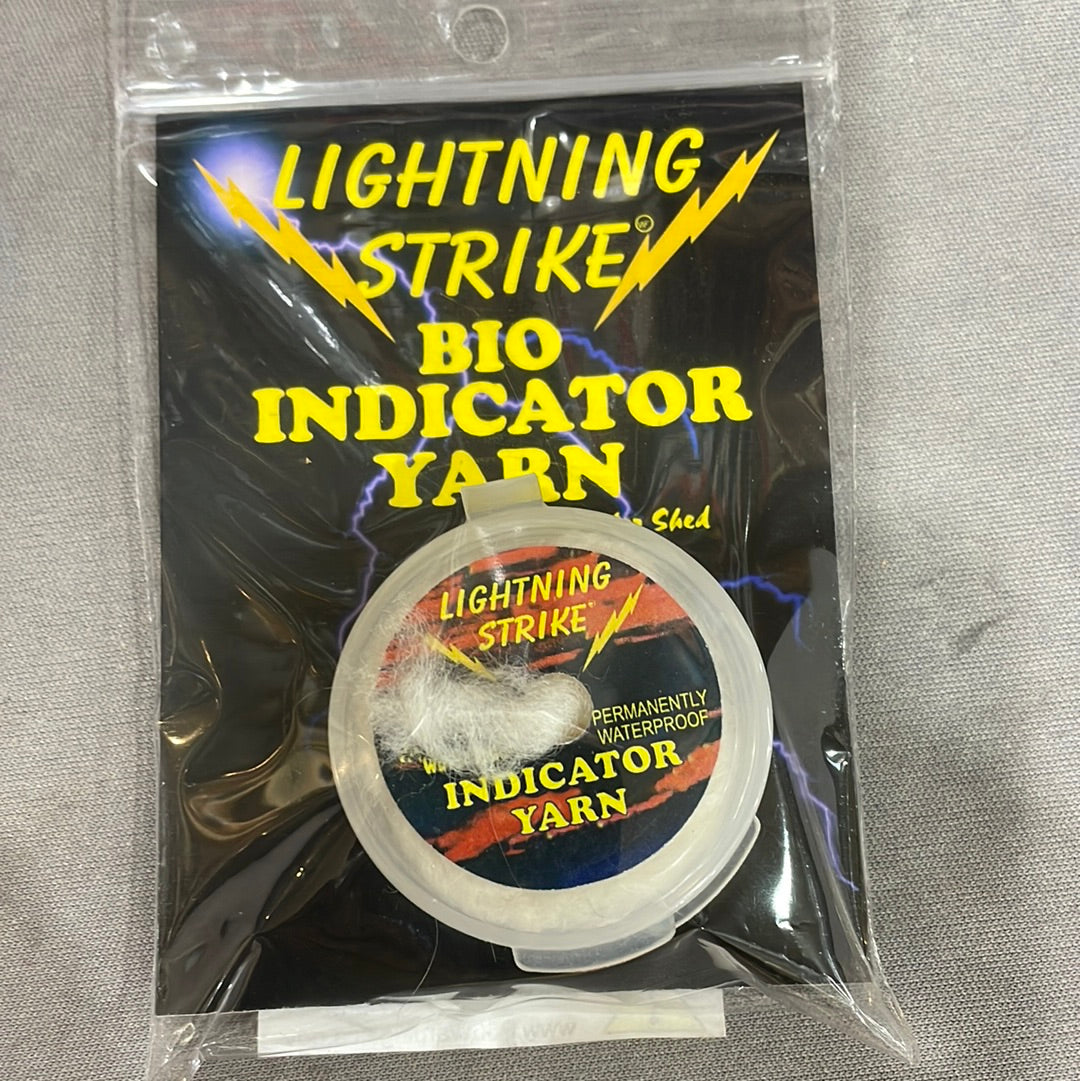 LIGHTNING
STRIKE
BIO
INDICATOR
YARN
Shed
LIGHTNING
STRIKE
PERMANENTLY
WATERPROOF
INDICATOR
YARN